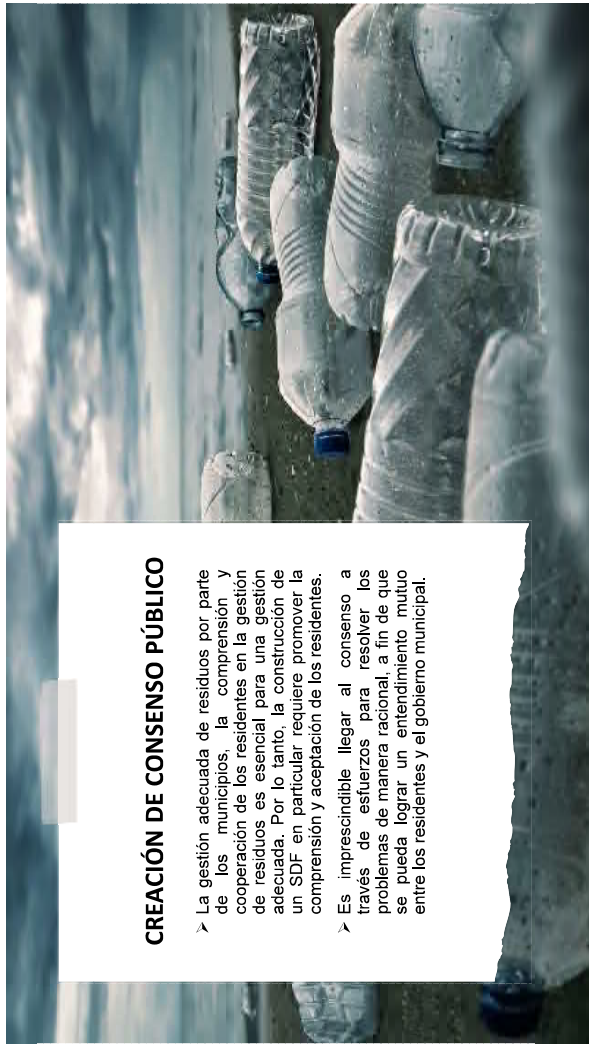 CREACIÓN DE CONSENSO PÚBLICO
➢ La gestión adecuada de residuos por parte
de los municipios, la comprensión y
cooperación de los residentes en la gestión
de residuos es esencial para una gestión
adecuada. Por lo tanto, la construcción de
un SDF en particular requiere promover la
comprensión y aceptación de los residentes.
➢ Es imprescindible llegar al consenso a
través de esfuerzos para resolver los
problemas de manera racional, a fin de que
se pueda lograr un entendimiento mutuo
entre los residentes y el gobierno municipal.